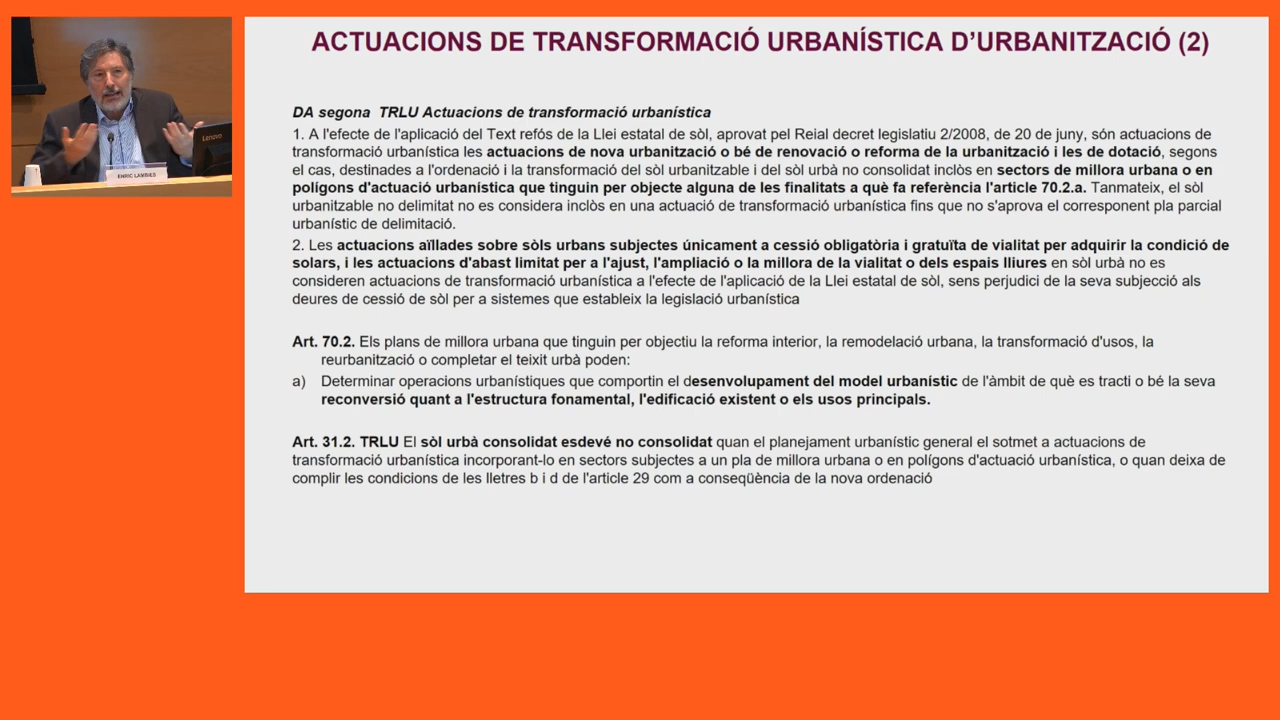 ACTUACIONS DE TRANSFORMACIÓ URBANÍSTICA D'URBANITZACIÓ (2)
DA segona TRLU Actuacions de transformació urbanística
1. A l'efecte de l'aplicació del Text refós de la Llei estatal de sòl, aprovat pel Reial decret legislatiu 2/2008, de 20 de juny, són actuacions de
transformació urbanística les actuacions de nova urbanització o bé de renovació o reforma de la urbanització i les de dotació, segons
el cas, destinades a l'ordenació i la transformació del sòl urbanitzable i del sòl urbà no consolidat inclòs en sectors de millora urbana o en
polígons d'actuació urbanística que tinguin per objecte alguna de les finalitats a què fa referència l'article 70.2.a. Tanmateix, el sòl
urbanitzable no delimitat no es considera inclòs en una actuació de transformació urbanística fins que no s'aprova el corresponent pla parcial
urbanístic de delimitació.
2. Les actuacions aïllades sobre sòls urbans subjectes únicament a cessió obligatòria i gratuïta de vialitat per adquirir la condició de
solars, i les actuacions d'abast limitat per a l'ajust, l'ampliació o la millora de la vialitat o dels espais lliures en sòl urbà no es
consideren actuacions de transformació urbanística a l'efecte de l'aplicació de la Llei estatal de sòl, sens perjudici de la seva subjecció als
deures de cessió de sòl per a sistemes que estableix la legislació urbanística
Art. 70.2. Els plans de millora urbana que tinguin per objectiu la reforma interior, la remodelació urbana, la transformació d'usos, la
reurbanització o completar el teixit urbà poden:
a) Determinar operacions urbanístiques que comportin el desenvolupament del model urbanístic de l'àmbit de què es tracti o bé la seva
reconversió quant a l'estructura fonamental, l'edificació existent o els usos principals.
Art. 31.2. TRLU El sòl urbà consolidat esdevé no consolidat quan el planejament urbanístic general el sotmet a actuacions de
transformació urbanística incorporant-lo en sectors subjectes a un pla de millora urbana o en polígons d'actuació urbanística, o quan deixa de
complir les condicions de les lletres b i d de l'article 29 com a conseqüència de la nova ordenació
Lenovo
ENRIC LAMBIES